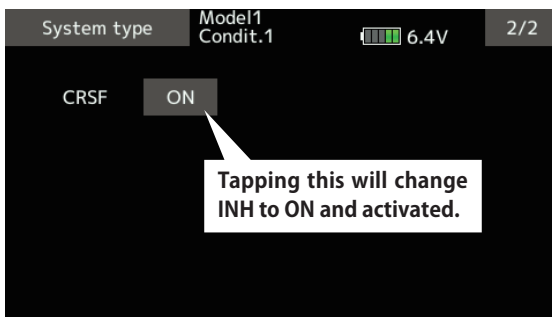 System type
Model1
Condit.1
6.4V
2/2
CRSF
ON
Tapping this will change
INH to ON and activated.